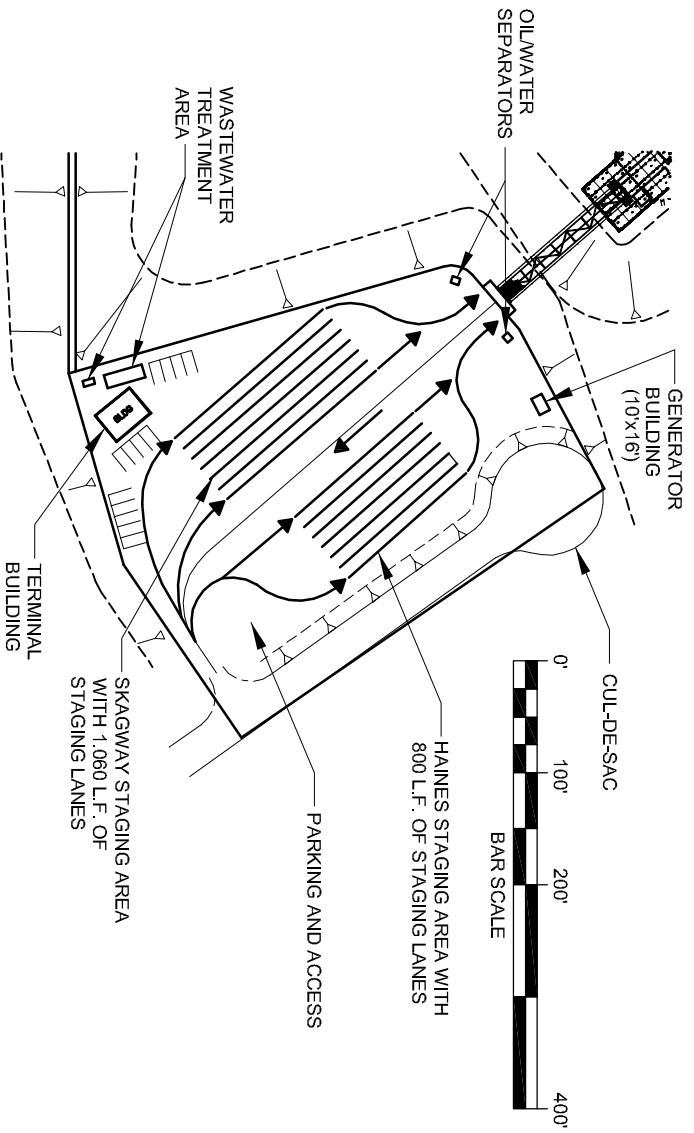 OIL/WATER
SEPARATORS
WASTEWATER
TREATMENT
AREA
GENERATOR
BUILDING
(10'x16')
BLDG
TERMINAL
BUILDING
CUL-DE-SAC
0'
100'
200'
400'
BAR SCALE
HAINES STAGING AREA WITH
800 L.F. OF STAGING LANES
PARKING AND ACCESS
SKAGWAY STAGING AREA
WITH 1.060 L.F. OF
STAGING LANES